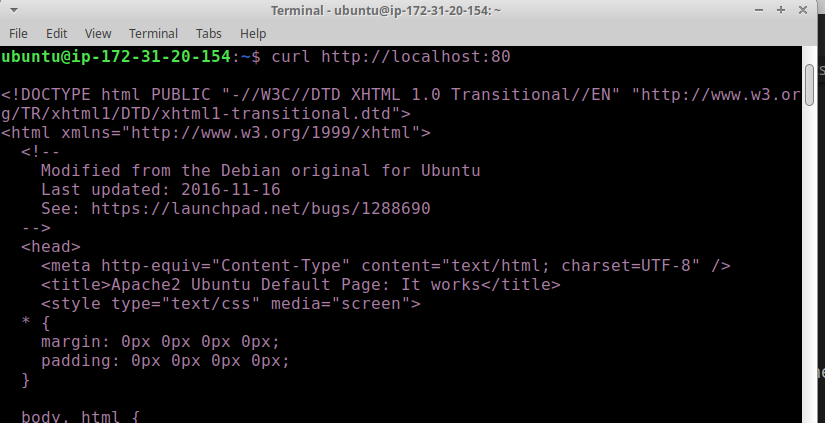 Terminal - ubuntu@ip-172-31-20-154: ~
File Edit View Terminal Tabs Help
ubuntu@ip-172-31-20-154:~$ curl http://localhost:80
<!DOCTYPE html PUBLIC "-//W3C//DTD XHTML 1.0 Transitional//EN" "http://www.w3.or
g/TR/xhtml1/DTD/xhtml1-transitional.dtd">
<html xmlns="http://www.w3.org/1999/xhtml">
  <!--
    Modified from the Debian original for Ubuntu
    Last updated: 2016-11-16
    See: https://launchpad.net/bugs/1288690
  -->
  <head>
    <meta http-equiv="Content-Type" content="text/html; charset=UTF-8" />
    <title>Apache2 Ubuntu Default Page: It works</title>
    <style type="text/css" media="screen">
  * {
    margin: 0px 0px 0px 0px;
    padding: 0px 0px 0px 0px;
  }
  body, html {